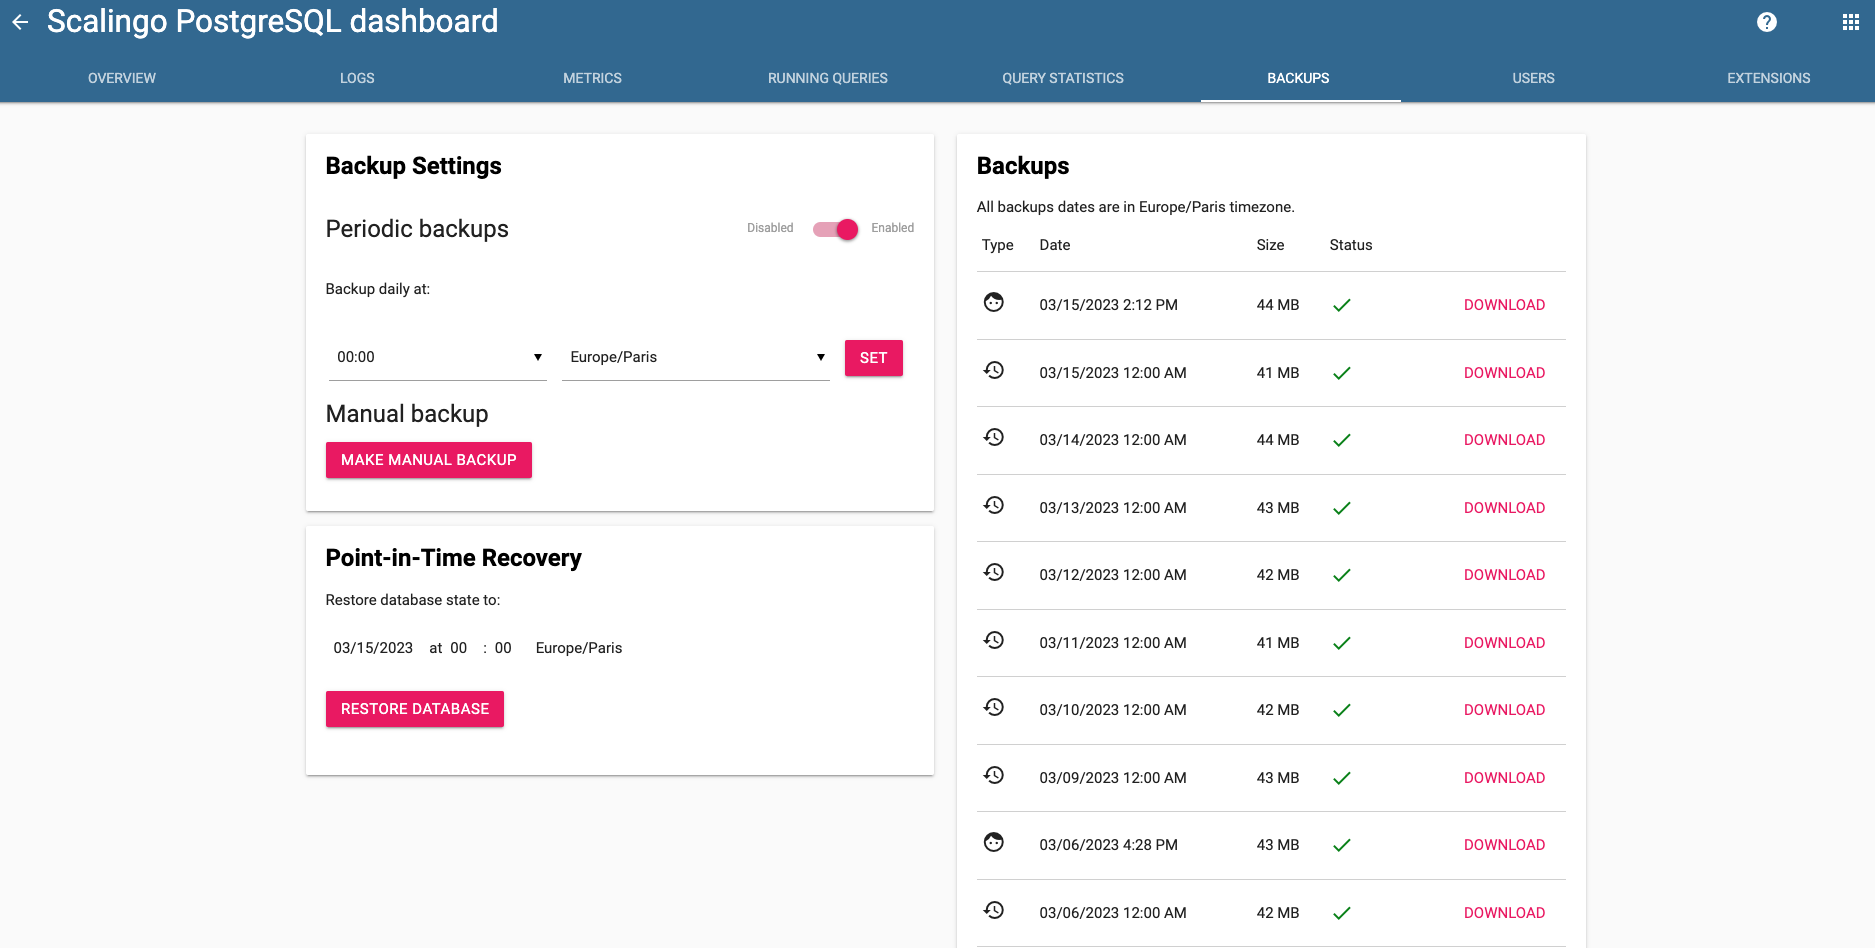 Scalingo PostgreSQL dashboard
OVERVIEW LOGS METRICS RUNNING QUERIES QUERY STATISTICS BACKUPS USERS EXTENSIONS
Backup Settings
Periodic backups Disabled Enabled
Backup daily at:
00:00 Europe/Paris SET
Manual backup
MAKE MANUAL BACKUP
Point-in-Time Recovery
Restore database state to:
03/15/2023 at 00 : 00 Europe/Paris
RESTORE DATABASE
Backups
All backups dates are in Europe/Paris timezone.
Type Date Size Status
03/15/2023 2:12 PM 44 MB DOWNLOAD
03/15/2023 12:00 AM 41 MB DOWNLOAD
03/14/2023 12:00 AM 44 MB DOWNLOAD
03/13/2023 12:00 AM 43 MB DOWNLOAD
03/12/2023 12:00 AM 42 MB DOWNLOAD
03/11/2023 12:00 AM 41 MB DOWNLOAD
03/10/2023 12:00 AM 42 MB DOWNLOAD
03/09/2023 12:00 AM 43 MB DOWNLOAD
03/06/2023 4:28 PM 43 MB DOWNLOAD
03/06/2023 12:00 AM 42 MB DOWNLOAD